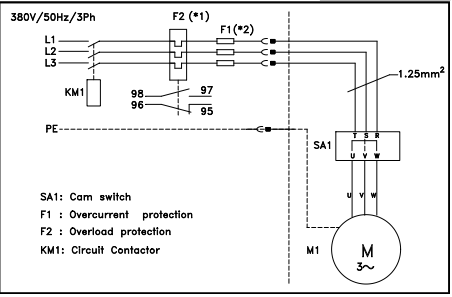 380V/50Hz/3Ph
F2 (*1)
F1(*2)
L1
L2
L3
KM1
98 97
96 95
1.25mm²
PE
T S R
SA1
U V W
U V W
M1
M
3~
SA1: Cam switch
F1 : Overcurrent protection
F2 : Overload protection
KM1: Circuit Contactor